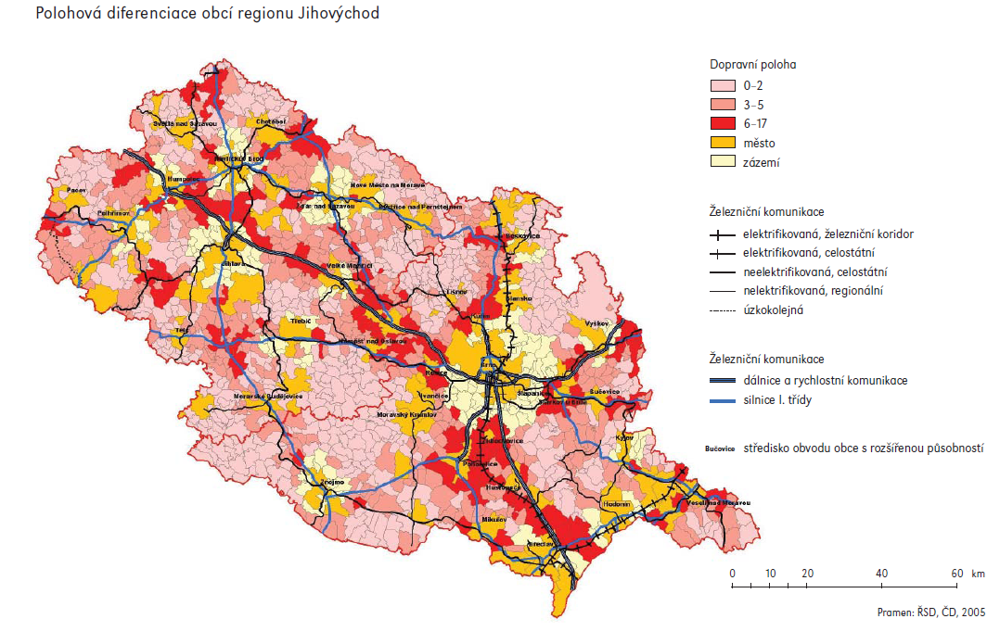 Polohová diferenciace obcí regionu Jihovýchod
Dopravní poloha
0–2
3–5
6–17
město
zázemí
Železniční komunikace
elektrifikovaná, železniční koridor
elektrifikovaná, celostátní
neelektrifikovaná, celostátní
nelektrifikovaná, regionální
úzkokolejná
Železniční komunikace
dálnice a rychlostní komunikace
silnice I. třídy
Bučovice středisko obvodu obce s rozšířenou působností
Světlá nad Sázavou
Chotěboř
Havlíčkův Brod
Humpolec
Pacov
Pelhřimov
Nové Město na Moravě
Žďár nad Sázavou
Bystřice nad Pernštejnem
Boskovice
Jihlava
Velké Meziříčí
Tišnov
Blansko
Kuřim
Vyškov
Telč
Třebíč
Náměšť nad Oslavou
Brno
Rosice
Ivančice
Šlapanice
Slavkov u Brna
Bučovice
Moravské Budějovice
Moravský Krumlov
Kyjov
Židlochovice
Pohořelice
Hustopeče
Znojmo
Hodonín
Veselí nad Moravou
Mikulov
Břeclav
0 10 20 40 60 km
Pramen: ŘSD, ČD, 2005